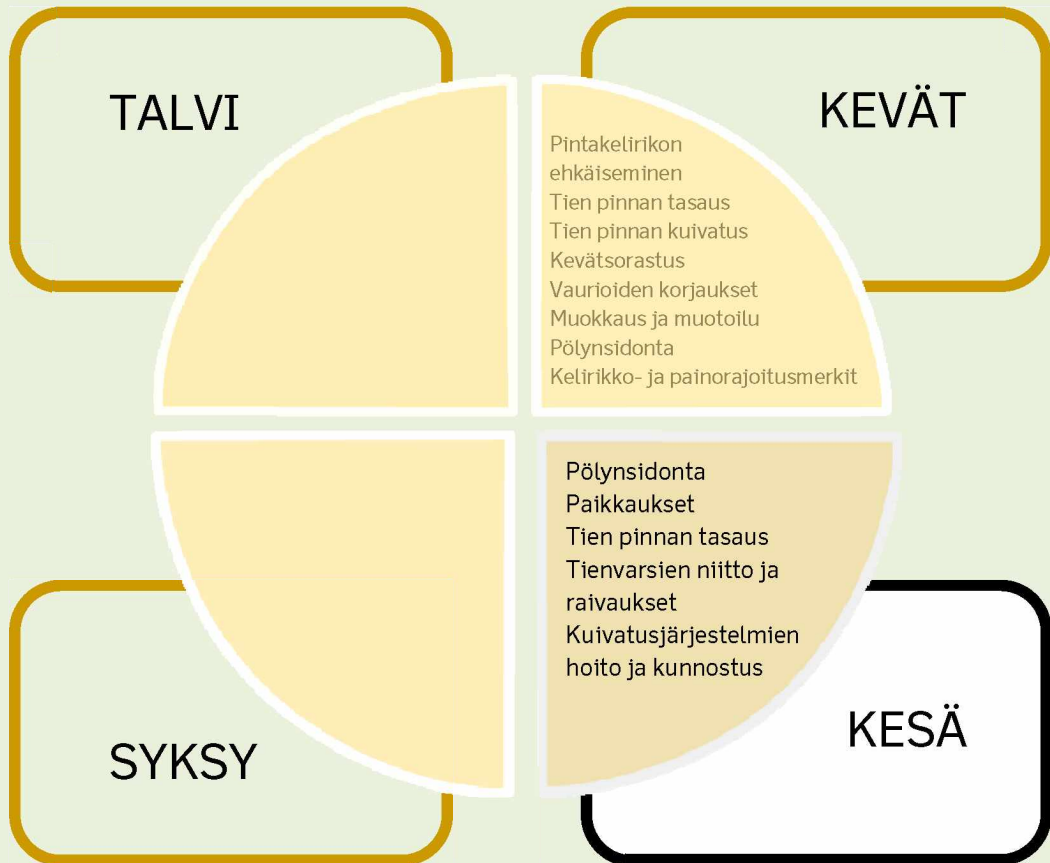 TALVI
KEVÄT
Pintakelirikon
ehkäiseminen
Tien pinnan tasaus
Tien pinnan kuivatus
Kevätsorastus
Vaurioiden korjaukset
Muokkaus ja muotoilu
Pölynsidonta
Kelirikko- ja painorajoitusmerkit
Pölynsidonta
Paikkaukset
Tien pinnan tasaus
Tienvarsien niitto ja
raivaukset
Kuivatusjärjestelmien
hoito ja kunnostus
SYKSY
KESÄ